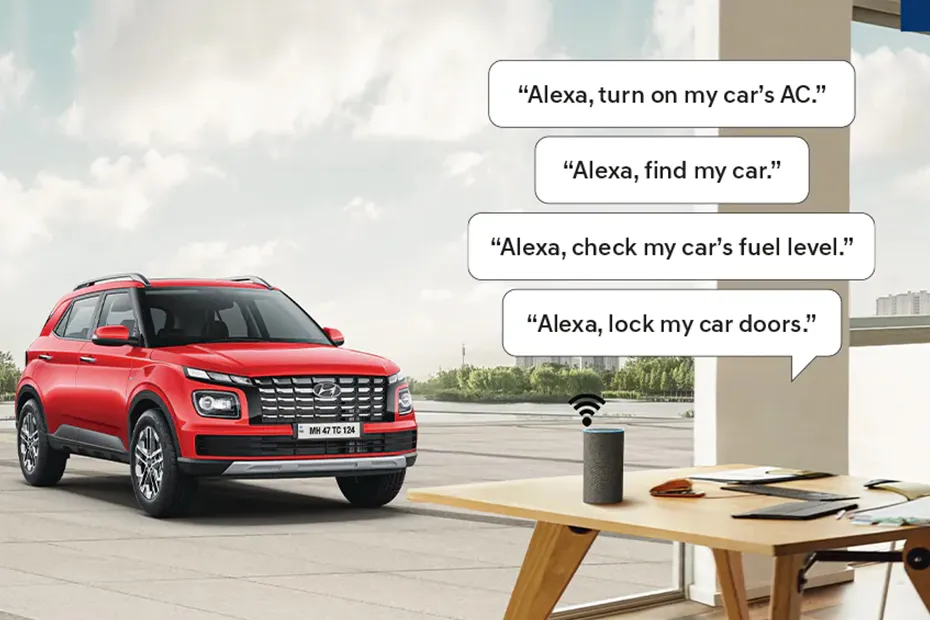 “Alexa, turn on my car’s AC.”
“Alexa, find my car.”
“Alexa, check my car’s fuel level.”
“Alexa, lock my car doors.”
MH 47 TC 124